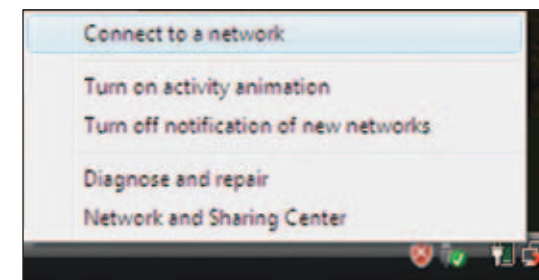 Connect to a network
Turn on activity animation
Turn off notification of new networks
Diagnose and repair
Network and Sharing Center